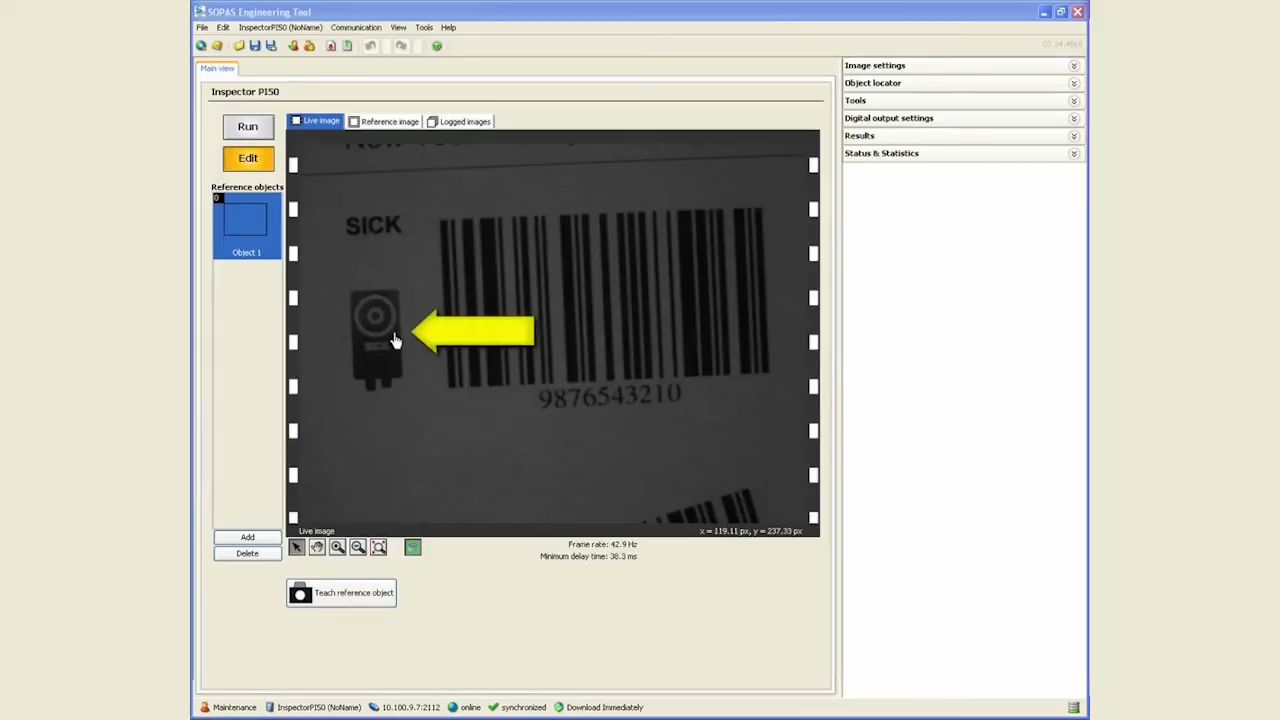 SOPAS Engineering Tool
File Edit InspectorPI50 (NoName) Communication View Tools Help
Main view
Inspector PI50
Run
Edit
Reference objects
0
Object 1
Add
Delete
Live image Reference image Logged images
SICK
SICK
9876543210
Live image x = 119.11 px, y = 237.33 px
Frame rate: 42.9 Hz
Minimum delay time: 38.3 ms
Teach reference object
Image settings
Object locator
Tools
Digital output settings
Results
Status & Statistics
Maintenance InspectorPI50 (NoName) 10.100.9.7:2112 online synchronized Download Immediately